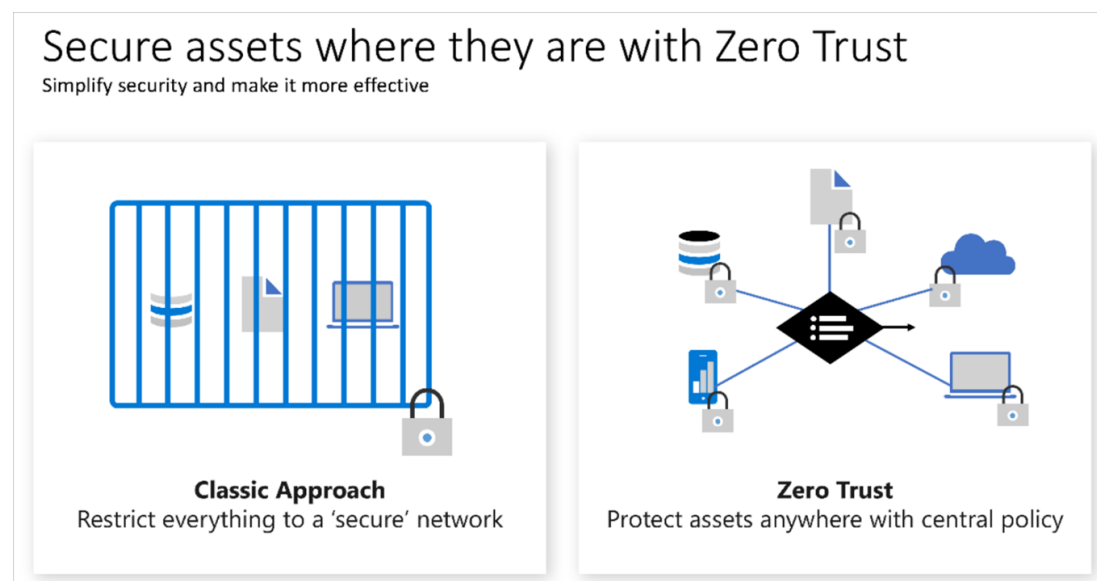 Secure assets where they are with Zero Trust
Simplify security and make it more effective
Classic Approach
Restrict everything to a ‘secure’ network
Zero Trust
Protect assets anywhere with central policy